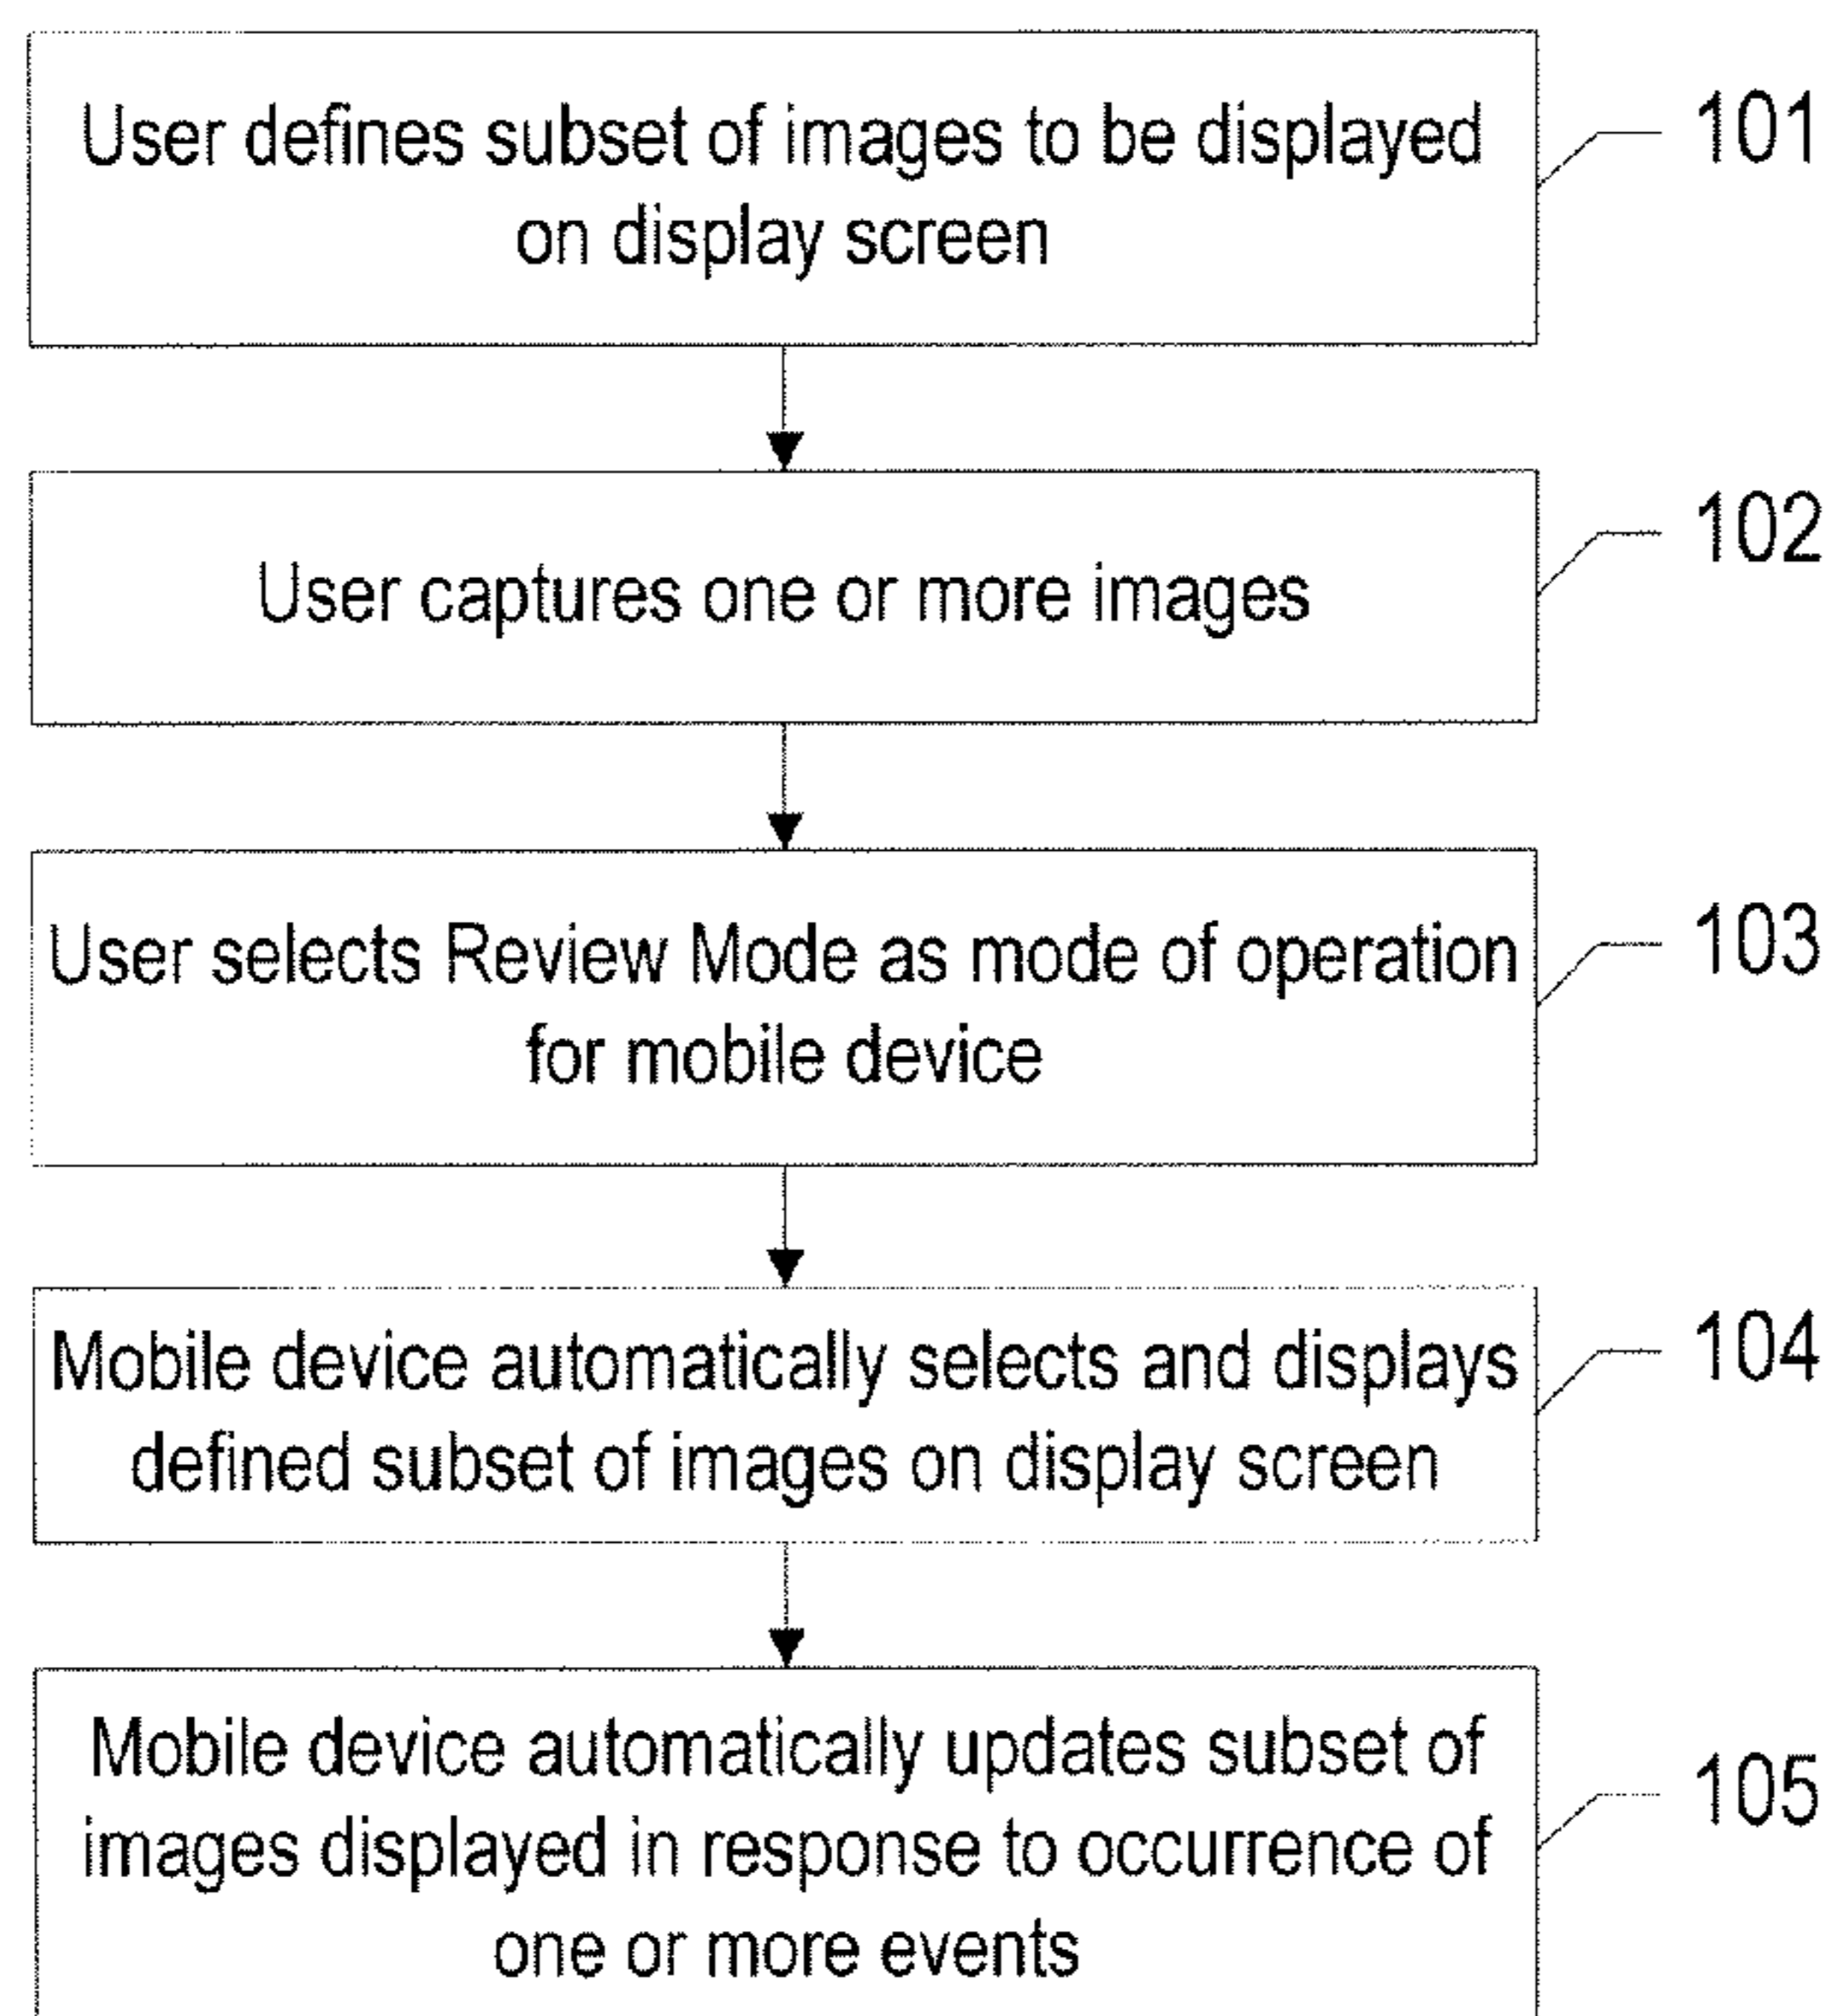 User defines subset of images to be displayed
on display screen
101
User captures one or more images
102
User selects Review Mode as mode of operation
for mobile device
103
Mobile device automatically selects and displays
defined subset of images on display screen
104
Mobile device automatically updates subset of
images displayed in response to occurrence of
one or more events
105